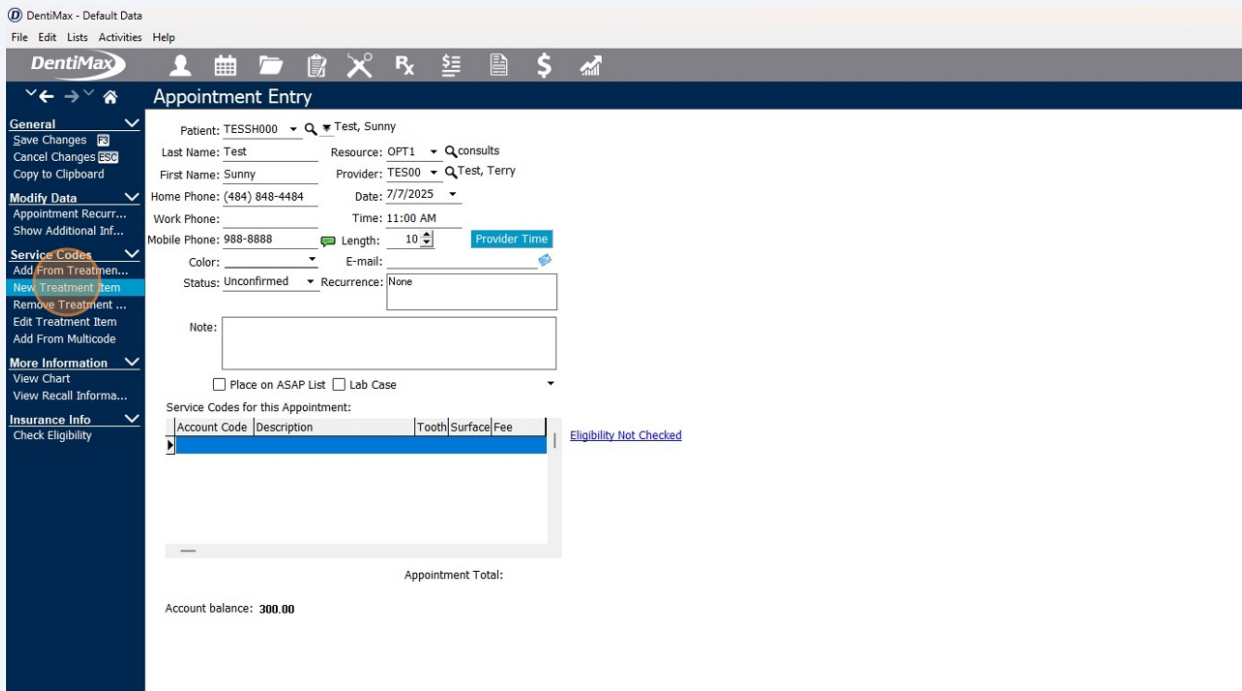 DentiMax - Default Data
File Edit Lists Activities Help
DentiMax
Rx
Appointment Entry
General
Save Changes F3
Cancel Changes ESC
Copy to Clipboard
Modify Data
Appointment Recurr...
Show Additional Inf...
Service Codes
Add From Treatmen...
New Treatment Item
Remove Treatment ...
Edit Treatment Item
Add From Multicode
More Information
View Chart
View Recall Informa...
Insurance Info
Check Eligibility
Patient: TESSH000 Test, Sunny
Last Name: Test Resource: OPT1 consults
First Name: Sunny Provider: TES00 Test, Terry
Home Phone: (484) 848-4484 Date: 7/7/2025
Work Phone: Time: 11:00 AM
Mobile Phone: 988-8888 Length: 10 Provider Time
Color: E-mail:
Status: Unconfirmed Recurrence: None
Note:
Place on ASAP List Lab Case
Service Codes for this Appointment:
Account Code Description Tooth Surface Fee
Eligibility Not Checked
Appointment Total:
Account balance: 300.00